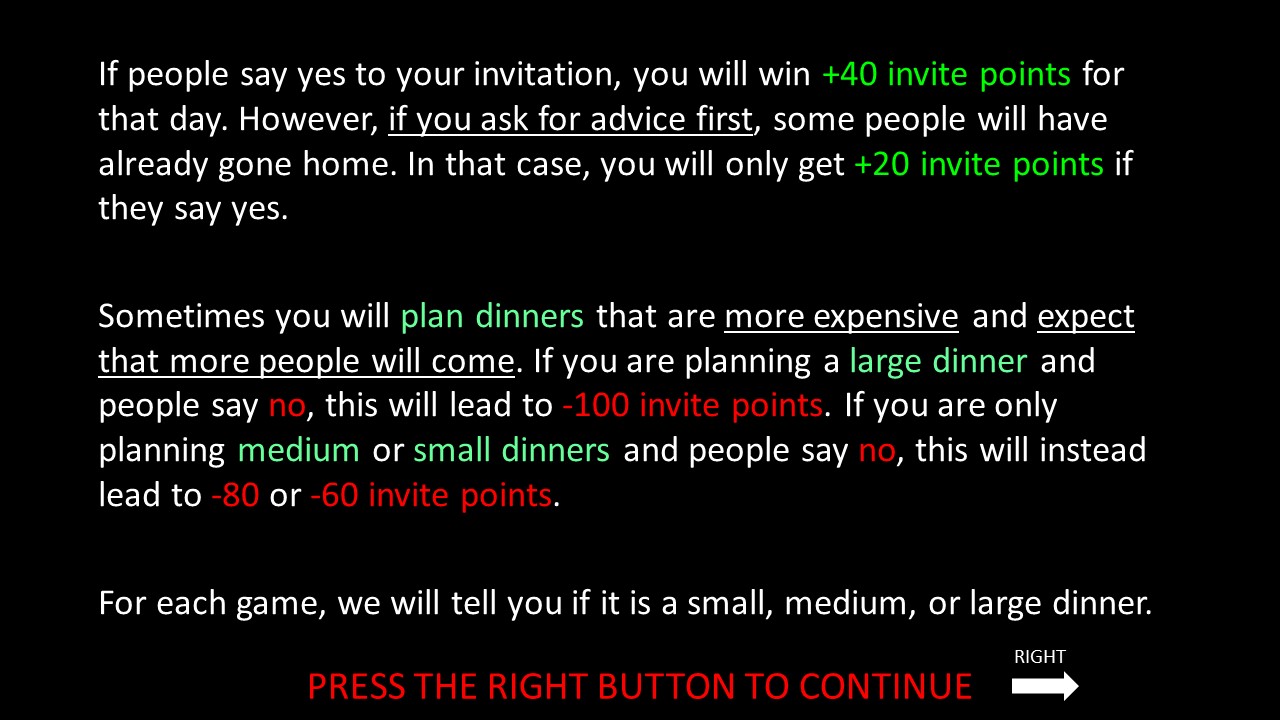 If people say yes to your invitation, you will win +40 invite points for
that day. However, if you ask for advice first, some people will have
already gone home. In that case, you will only get +20 invite points if
they say yes.
Sometimes you will plan dinners that are more expensive and expect
that more people will come. If you are planning a large dinner and
people say no, this will lead to -100 invite points. If you are only
planning medium or small dinners and people say no, this will instead
lead to -80 or -60 invite points.
For each game, we will tell you if it is a small, medium, or large dinner.
RIGHT
PRESS THE RIGHT BUTTON TO CONTINUE